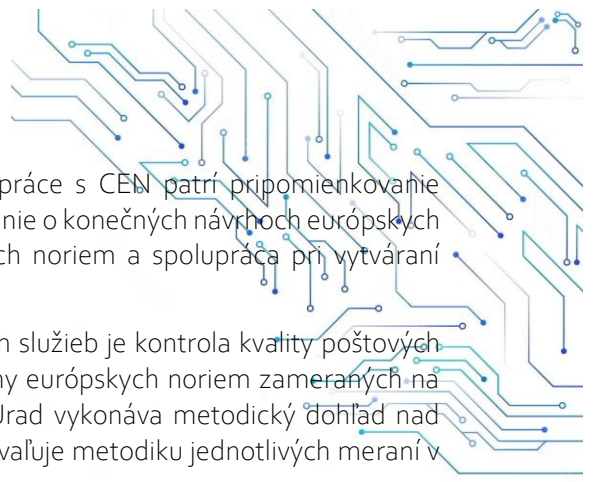 práce s CEN patrí pripomienkovanie
nie o konečných návrhoch európskych
ch noriem a spolupráca pri vytváraní
h služieb je kontrola kvality poštových
ny európskych noriem zameraných na
Úrad vykonáva metodický dohľad nad
vaľuje metodiku jednotlivých meraní v